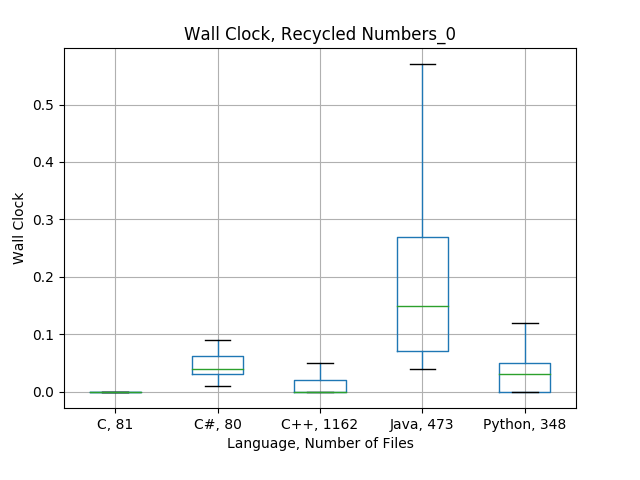 Wall Clock, Recycled Numbers_0
Wall Clock
0.5
0.4
0.3
0.2
0.1
0.0
C, 81
C#, 80
C++, 1162
Java, 473
Python, 348
Language, Number of Files